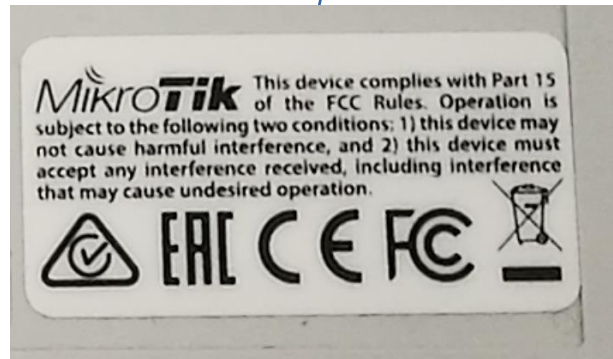 MikroTik This device complies with Part 15
of the FCC Rules. Operation is
subject to the following two conditions: 1) this device may
not cause harmful interference, and 2) this device must
accept any interference received, including interference
that may cause undesired operation.
EAC CE FC